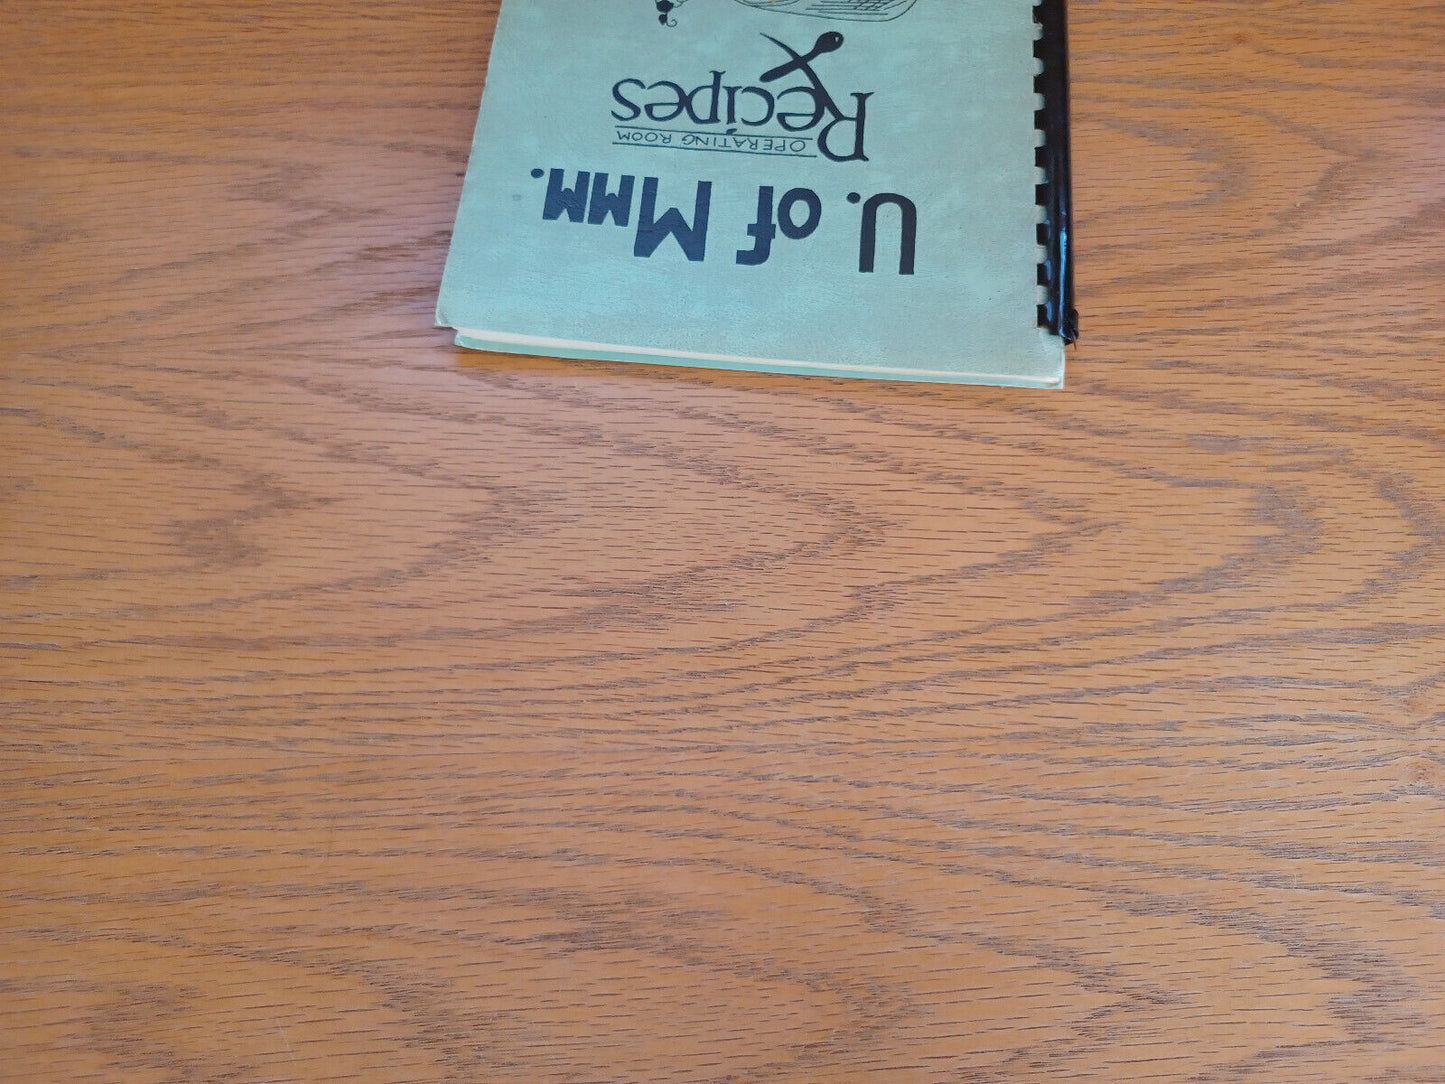 U. of Mmm.
OPERATING ROOM
Recipes